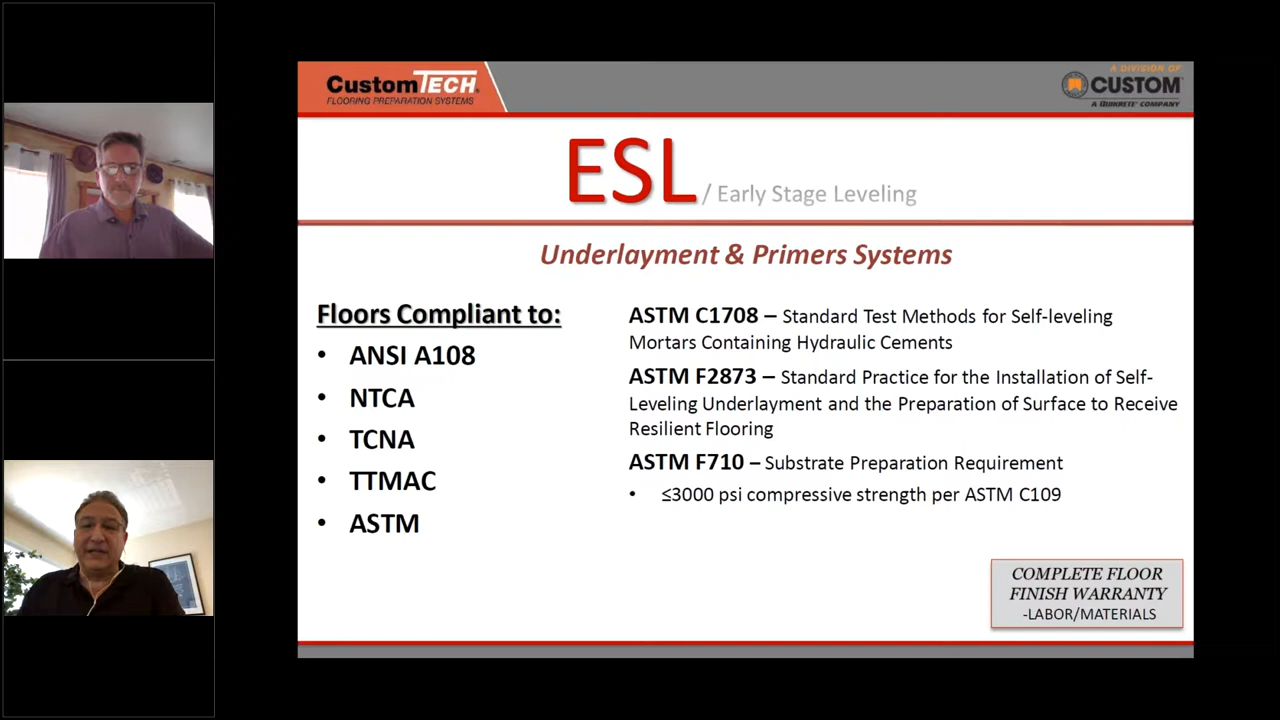 CUSTOMTECH®
FLOORING PREPARATION SYSTEMS
A DIVISION OF
CUSTOM
A QUIKRETE® COMPANY
ESL / Early Stage Leveling
Underlayment & Primers Systems
Floors Compliant to:
• ANSI A108
• NTCA
• TCNA
• TTMAC
• ASTM
ASTM C1708 – Standard Test Methods for Self-leveling
Mortars Containing Hydraulic Cements
ASTM F2873 – Standard Practice for the Installation of Self-
Leveling Underlayment and the Preparation of Surface to Receive
Resilient Flooring
ASTM F710 – Substrate Preparation Requirement
• ≤3000 psi compressive strength per ASTM C109
COMPLETE FLOOR
FINISH WARRANTY
-LABOR/MATERIALS